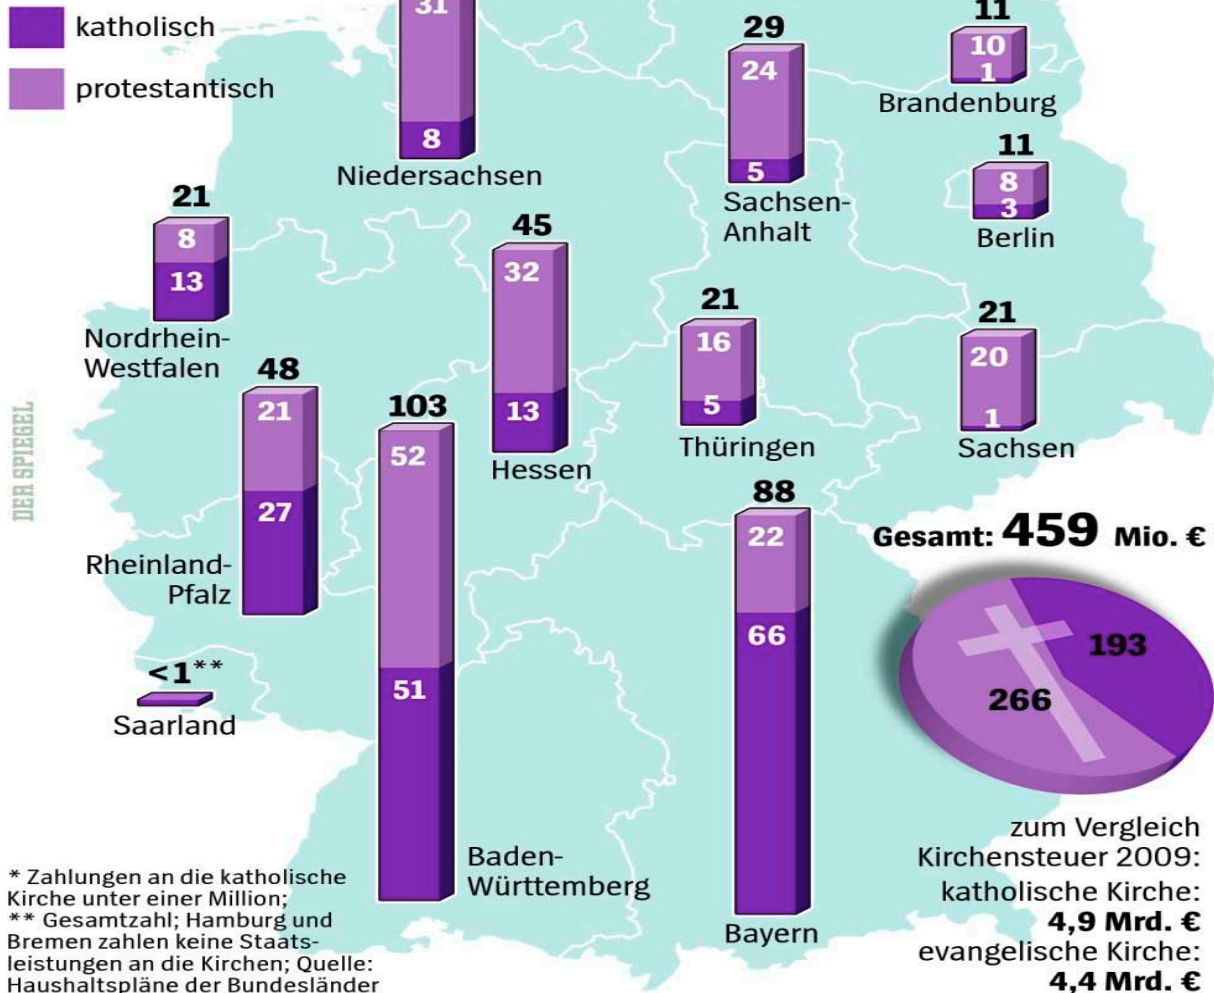 katholisch
protestantisch
31
8
Niedersachsen
29
24
5
Sachsen-
Anhalt
11
10
1
Brandenburg
11
8
3
Berlin
21
8
13
Nordrhein-
Westfalen
45
32
13
Hessen
21
16
5
Thüringen
21
20
1
Sachsen
48
21
27
Rheinland-
Pfalz
103
52
51
Baden-
Württemberg
88
22
66
Bayern
<1**
Saarland
DER SPIEGEL
Gesamt: 459 Mio. €
193
266
zum Vergleich
Kirchensteuer 2009:
katholische Kirche:
4,9 Mrd. €
evangelische Kirche:
4,4 Mrd. €
* Zahlungen an die katholische
Kirche unter einer Million;
** Gesamtzahl; Hamburg und
Bremen zahlen keine Staats-
leistungen an die Kirchen; Quelle:
Haushaltspläne der Bundesländer